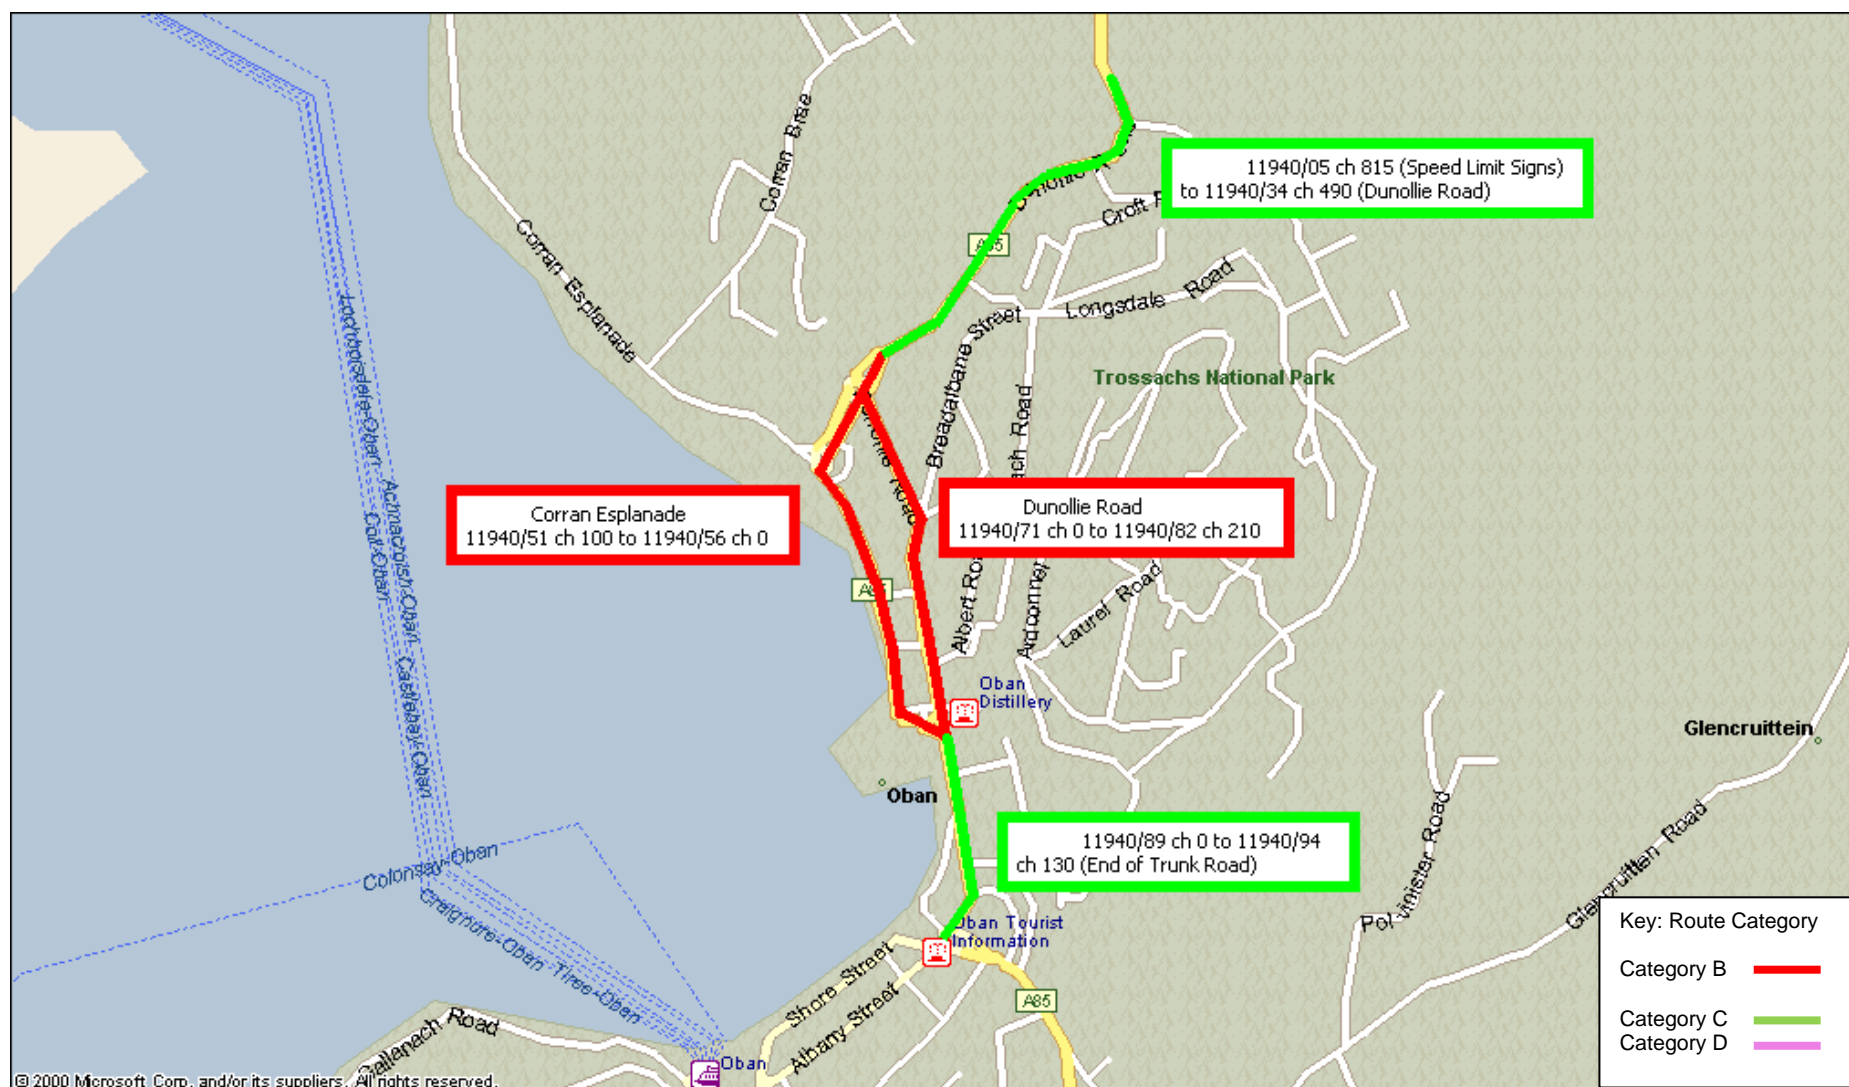 Corran Brae
11940/05 ch 815 (Speed Limit Signs)
to 11940/34 ch 490 (Dunollie Road)
Corran Esplanade
Longsdale Road
Breadalbane Street
Trossachs National Park
Corran Esplanade
11940/51 ch 100 to 11940/56 ch 0
Dunollie Road
11940/71 ch 0 to 11940/82 ch 210
Road
Laurel Road
Oban
Distillery
Glencruittein
Oban
11940/89 ch 0 to 11940/94
ch 130 (End of Trunk Road)
Colonsay-Oban
Oban Tourist
Information
Glencruitten Road
Shore Street
Albany Street
A85
Oban
Key: Route Category
Category B
Category C
Category D
© 2000 Microsoft Corp. and/or its suppliers. All rights reserved.